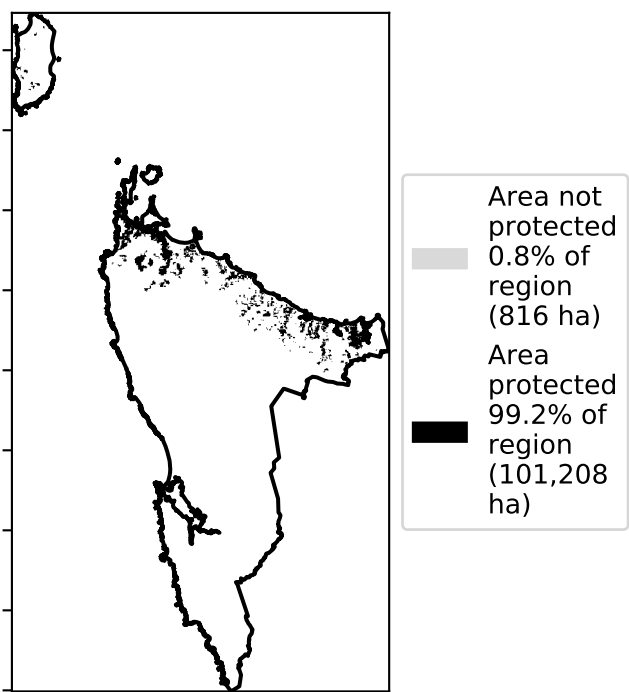 Area not
protected
0.8% of
region
(816 ha)
Area
protected
99.2% of
region
(101,208
ha)